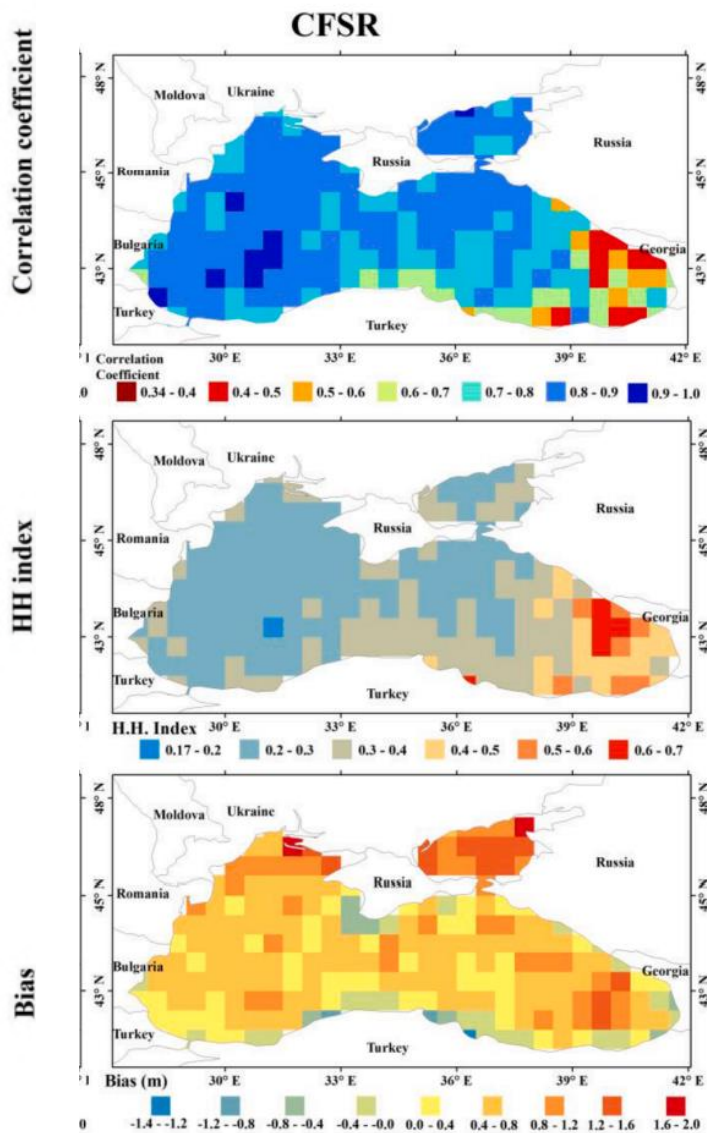 CFSR
Correlation coefficient
48° N
45° N
43° N
Moldova
Ukraine
Romania
Russia
Russia
Bulgaria
Georgia
Turkey
Turkey
48° N
45° N
43° N
30° E 33° E 36° E 39° E 42° E
Correlation Coefficient
0.34 - 0.4 0.4 - 0.5 0.5 - 0.6 0.6 - 0.7 0.7 - 0.8 0.8 - 0.9 0.9 - 1.0
HH index
48° N
45° N
43° N
Moldova
Ukraine
Romania
Russia
Russia
Bulgaria
Georgia
Turkey
Turkey
48° N
45° N
43° N
30° E 33° E 36° E 39° E 42° E
H.H. Index
0.17 - 0.2 0.2 - 0.3 0.3 - 0.4 0.4 - 0.5 0.5 - 0.6 0.6 - 0.7
Bias
48° N
45° N
43° N
Moldova
Ukraine
Romania
Russia
Russia
Bulgaria
Georgia
Turkey
Turkey
48° N
45° N
43° N
30° E 33° E 36° E 39° E 42° E
Bias (m)
-1.4 --1.2 -1.2 --0.8 -0.8 --0.4 -0.4 --0.0 0.0 - 0.4 0.4 - 0.8 0.8 - 1.2 1.2 - 1.6 1.6 - 2.0